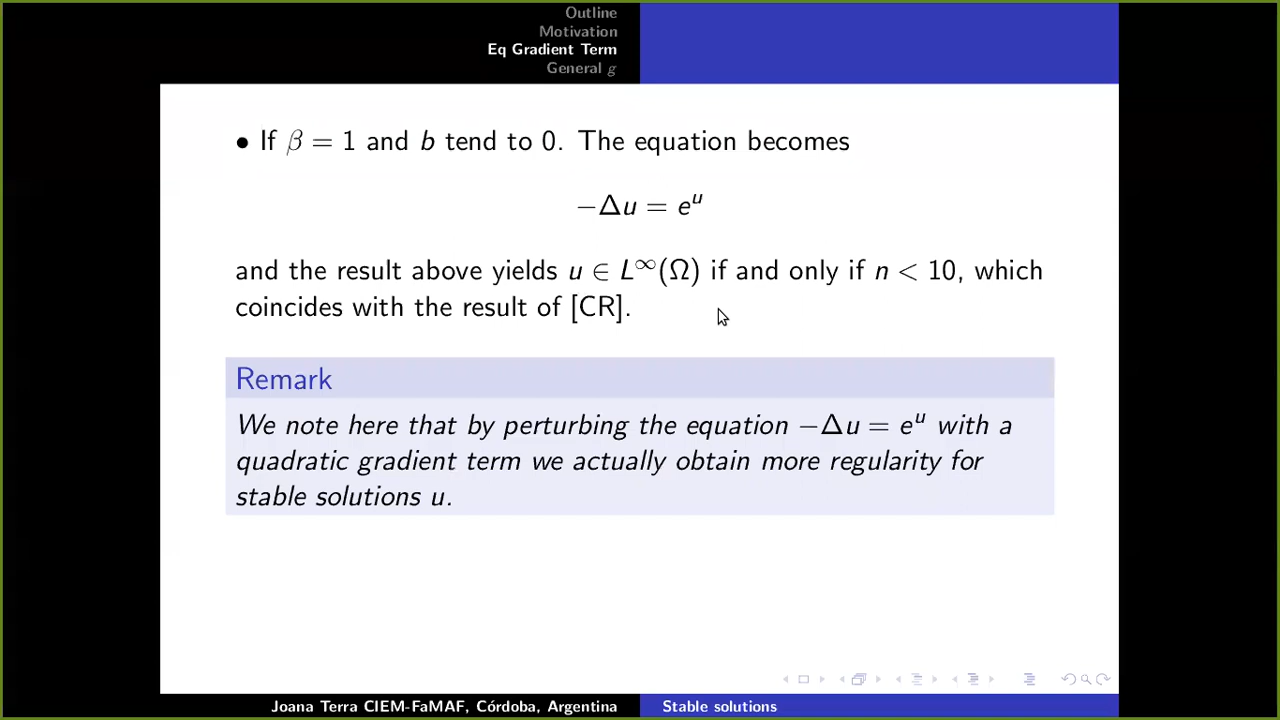 Outline
Motivation
Eq Gradient Term
General g
• If β = 1 and b tend to 0. The equation becomes
−Δu = eᵘ
and the result above yields u ∈ L^∞(Ω) if and only if n < 10, which
coincides with the result of [CR].
Remark
We note here that by perturbing the equation −Δu = eᵘ with a
quadratic gradient term we actually obtain more regularity for
stable solutions u.
Joana Terra CIEM-FaMAF, Córdoba, Argentina
Stable solutions